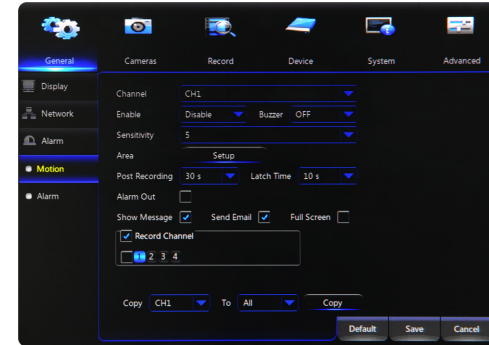 General Cameras Record Device System Advanced
Display
Network
Alarm
Motion
Alarm
Channel CH1
Enable Disable Buzzer OFF
Sensitivity 5
Area Setup
Post Recording 30 s Latch Time 10 s
Alarm Out
Show Message Send Email Full Screen
Record Channel
1 2 3 4
Copy CH1 To All Copy
Default Save Cancel